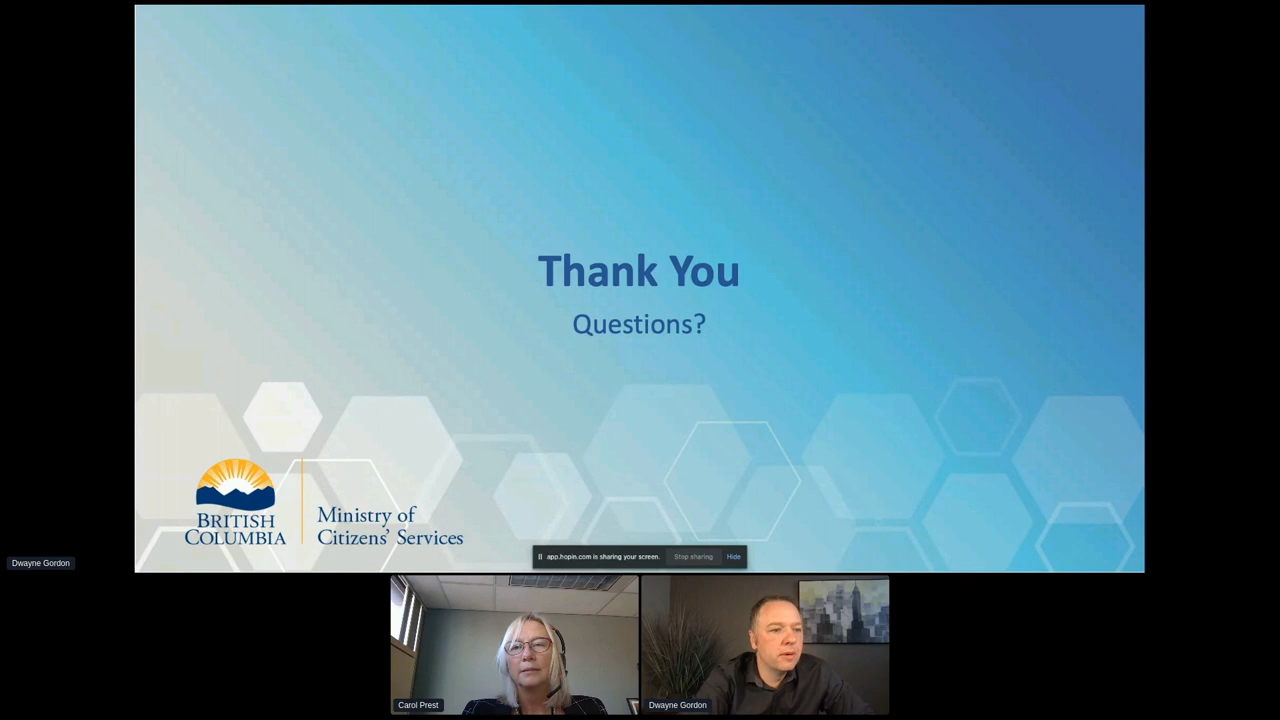 Thank You
Questions?
BRITISH
COLUMBIA
Ministry of
Citizens' Services
app.hopin.com is sharing your screen.
Stop sharing
Hide
Dwayne Gordon
Carol Prest
Dwayne Gordon